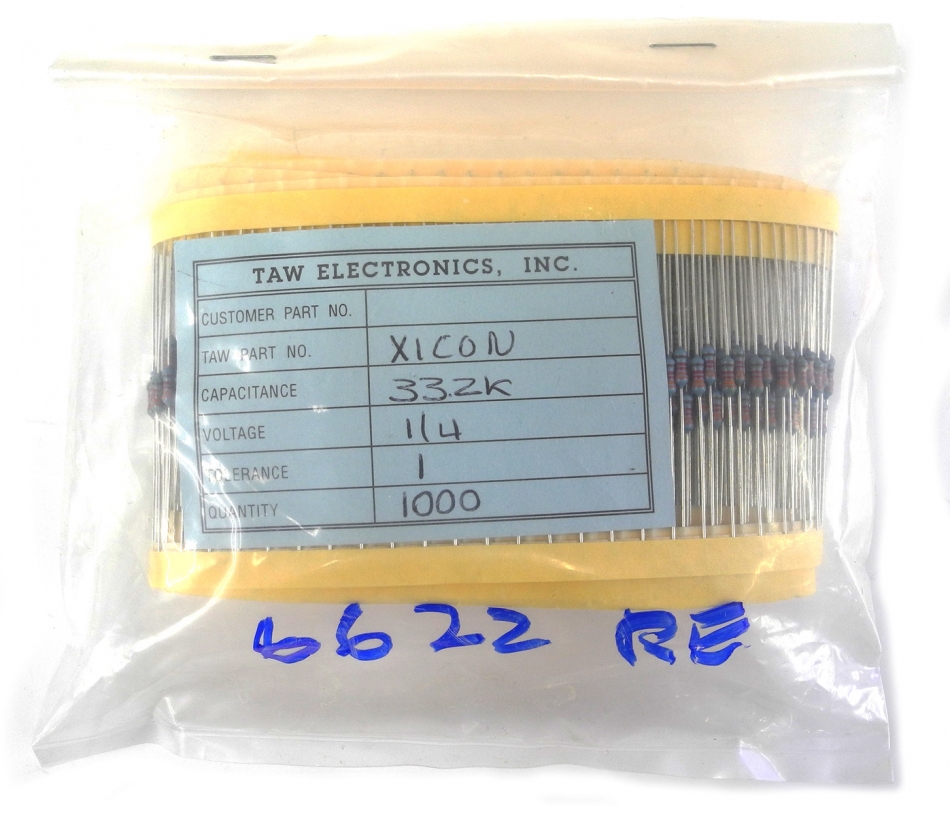 TAW ELECTRONICS, INC.
CUSTOMER PART NO.
TAW PART NO. XICON
CAPACITANCE 33.2K
VOLTAGE 1/4
TOLERANCE 1
QUANTITY 1000
6622 RE